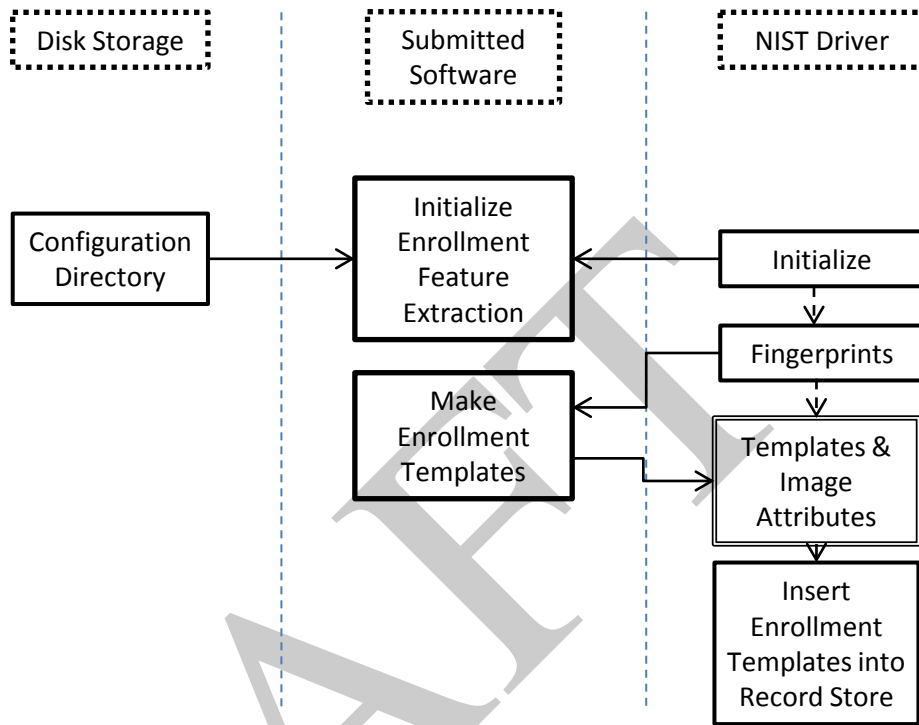 Disk Storage
Submitted
Software
NIST Driver
Configuration
Directory
Initialize
Enrollment
Feature
Extraction
Initialize
Fingerprints
Make
Enrollment
Templates
Templates &
Image
Attributes
Insert
Enrollment
Templates into
Record Store
AFT